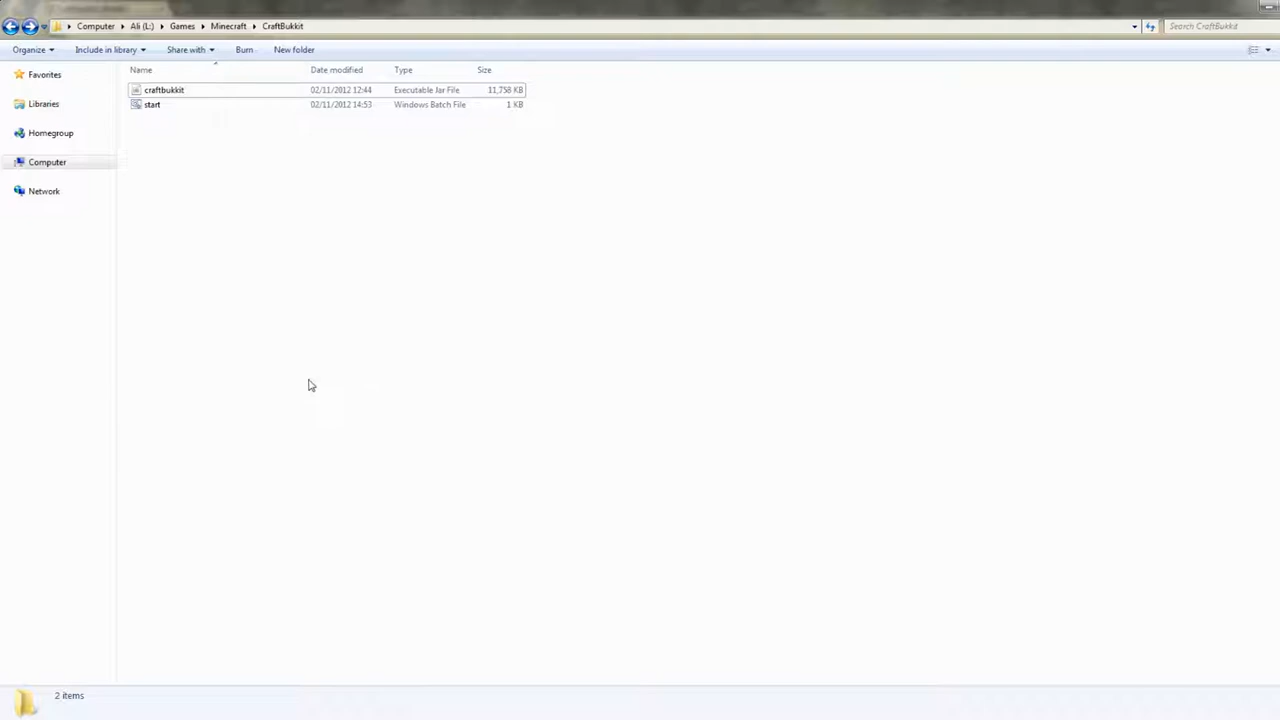 Computer Ali (L:) Games Minecraft CraftBukkit Search CraftBukkit
Organize Include in library Share with Burn New folder
Name Date modified Type Size
Favorites
craftbukkit 02/11/2012 12:44 Executable Jar File 11,758 KB
start 02/11/2012 14:53 Windows Batch File 1 KB
Libraries
Homegroup
Computer
Network
2 items